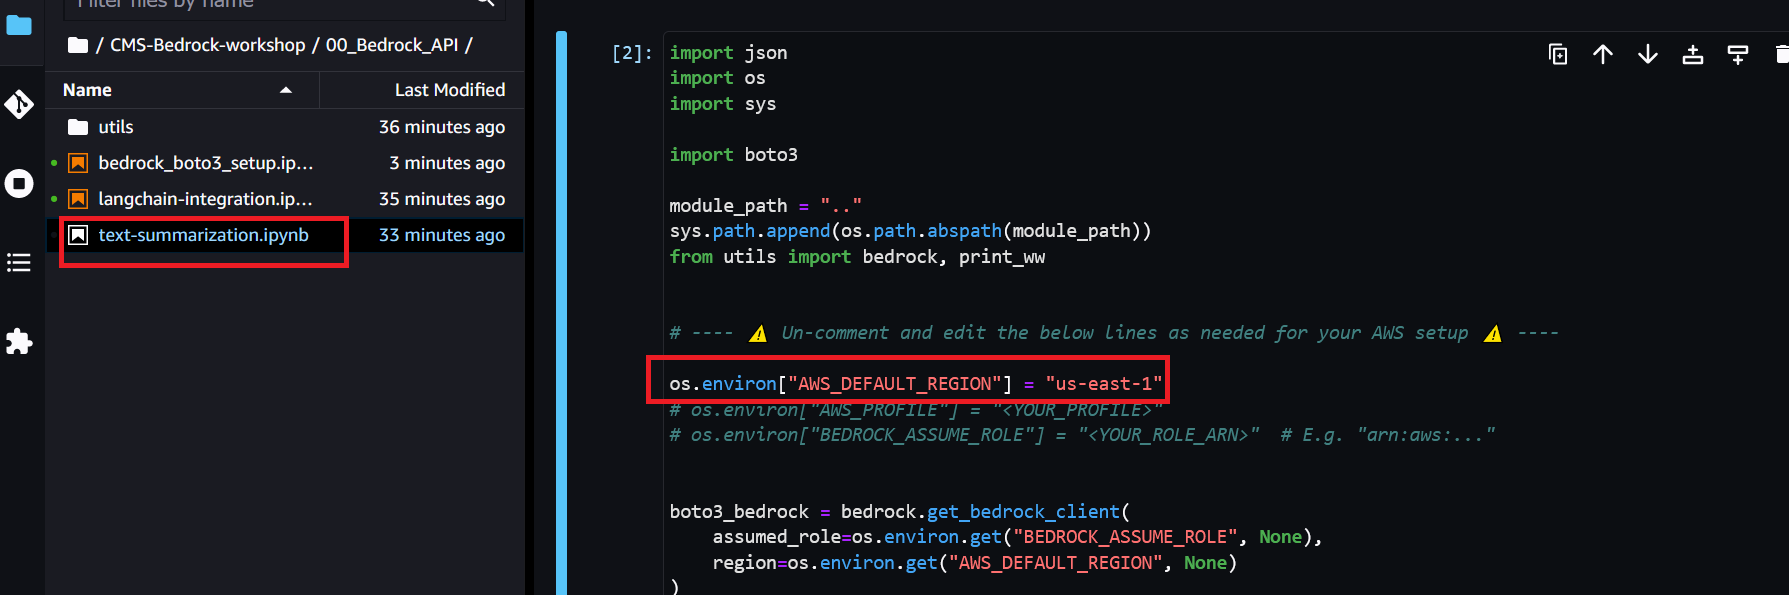 Filter files by name
/ CMS-Bedrock-workshop / 00_Bedrock_API /
Name Last Modified
utils 36 minutes ago
bedrock_boto3_setup.ip... 3 minutes ago
langchain-integration.ip... 35 minutes ago
text-summarization.ipynb 33 minutes ago
[2]:
import json
import os
import sys
import boto3
module_path = ".."
sys.path.append(os.path.abspath(module_path))
from utils import bedrock, print_ww
# ---- ⚠️ Un-comment and edit the below lines as needed for your AWS setup ⚠️ ----
os.environ["AWS_DEFAULT_REGION"] = "us-east-1"
# os.environ["AWS_PROFILE"] = "<YOUR_PROFILE>"
# os.environ["BEDROCK_ASSUME_ROLE"] = "<YOUR_ROLE_ARN>"  # E.g. "arn:aws:..."
boto3_bedrock = bedrock.get_bedrock_client(
    assumed_role=os.environ.get("BEDROCK_ASSUME_ROLE", None),
    region=os.environ.get("AWS_DEFAULT_REGION", None)
)